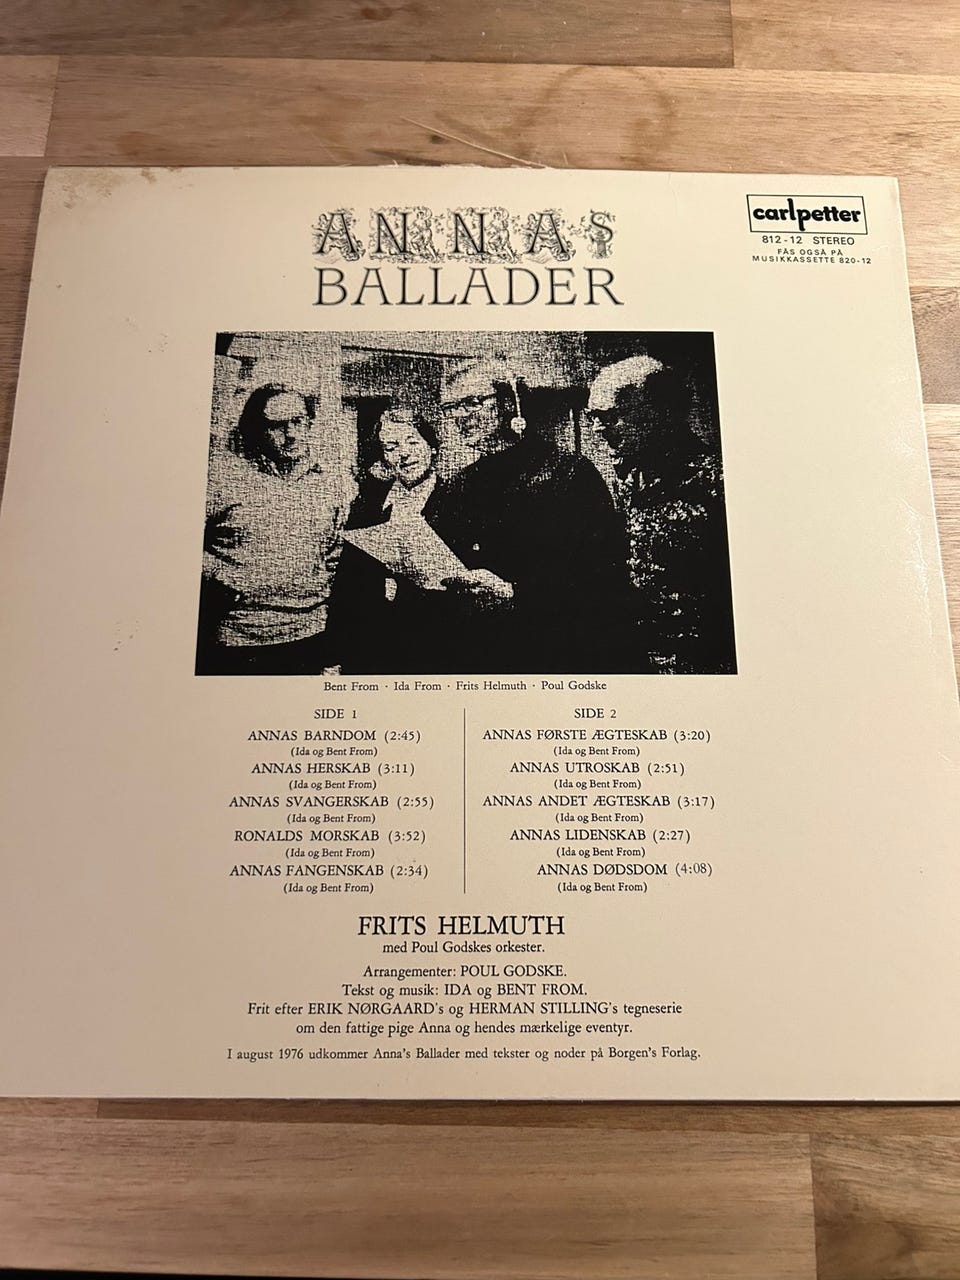 ANNAS
BALLADER
carlpetter
812-12 STEREO
FÅS OGSÅ PÅ
MUSIKKASSETTE 820-12
Bent From · Ida From · Frits Helmuth · Poul Godske
SIDE 1
ANNAS BARNDOM (2:45)
(Ida og Bent From)
ANNAS HERSKAB (3:11)
(Ida og Bent From)
ANNAS SVANGERSKAB (2:55)
(Ida og Bent From)
RONALDS MORSKAB (3:52)
(Ida og Bent From)
ANNAS FANGENSKAB (2:34)
(Ida og Bent From)
SIDE 2
ANNAS FØRSTE ÆGTESKAB (3:20)
(Ida og Bent From)
ANNAS UTROSKAB (2:51)
(Ida og Bent From)
ANNAS ANDET ÆGTESKAB (3:17)
(Ida og Bent From)
ANNAS LIDENSKAB (2:27)
(Ida og Bent From)
ANNAS DØDSDOM (4:08)
(Ida og Bent From)
FRITS HELMUTH
med Poul Godskes orkester.
Arrangementer: POUL GODSKE.
Tekst og musik: IDA og BENT FROM.
Frit efter ERIK NØRGAARD's og HERMAN STILLING's tegneserie
om den fattige pige Anna og hendes mærkelige eventyr.
I august 1976 udkommer Anna's Ballader med tekster og noder på Borgen's Forlag.